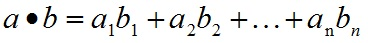 a • b = a₁b₁ + a₂b₂ + … + aₙbₙ